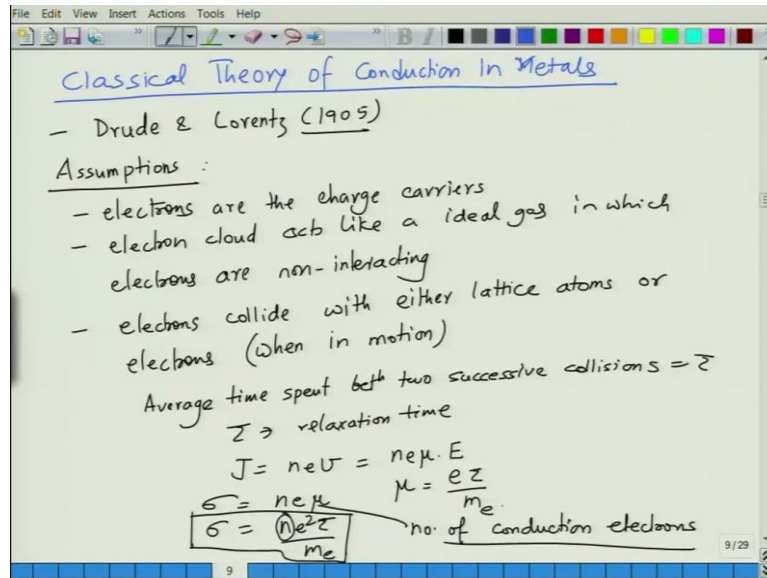 File Edit View Insert Actions Tools Help
Classical Theory of Conduction In Metals
- Drude & Lorentz (1905)
Assumptions :
- electrons are the charge carriers
- electron cloud acts like a ideal gas in which
electrons are non-interacting
- electrons collide with either lattice atoms or
electrons (when in motion)
Average time spent betn two successive collisions = τ
τ → relaxation time
J = nev = neμ. E
σ = neμ μ = eτ/me.
σ = ne²τ/me no. of conduction electrons
9/29
9